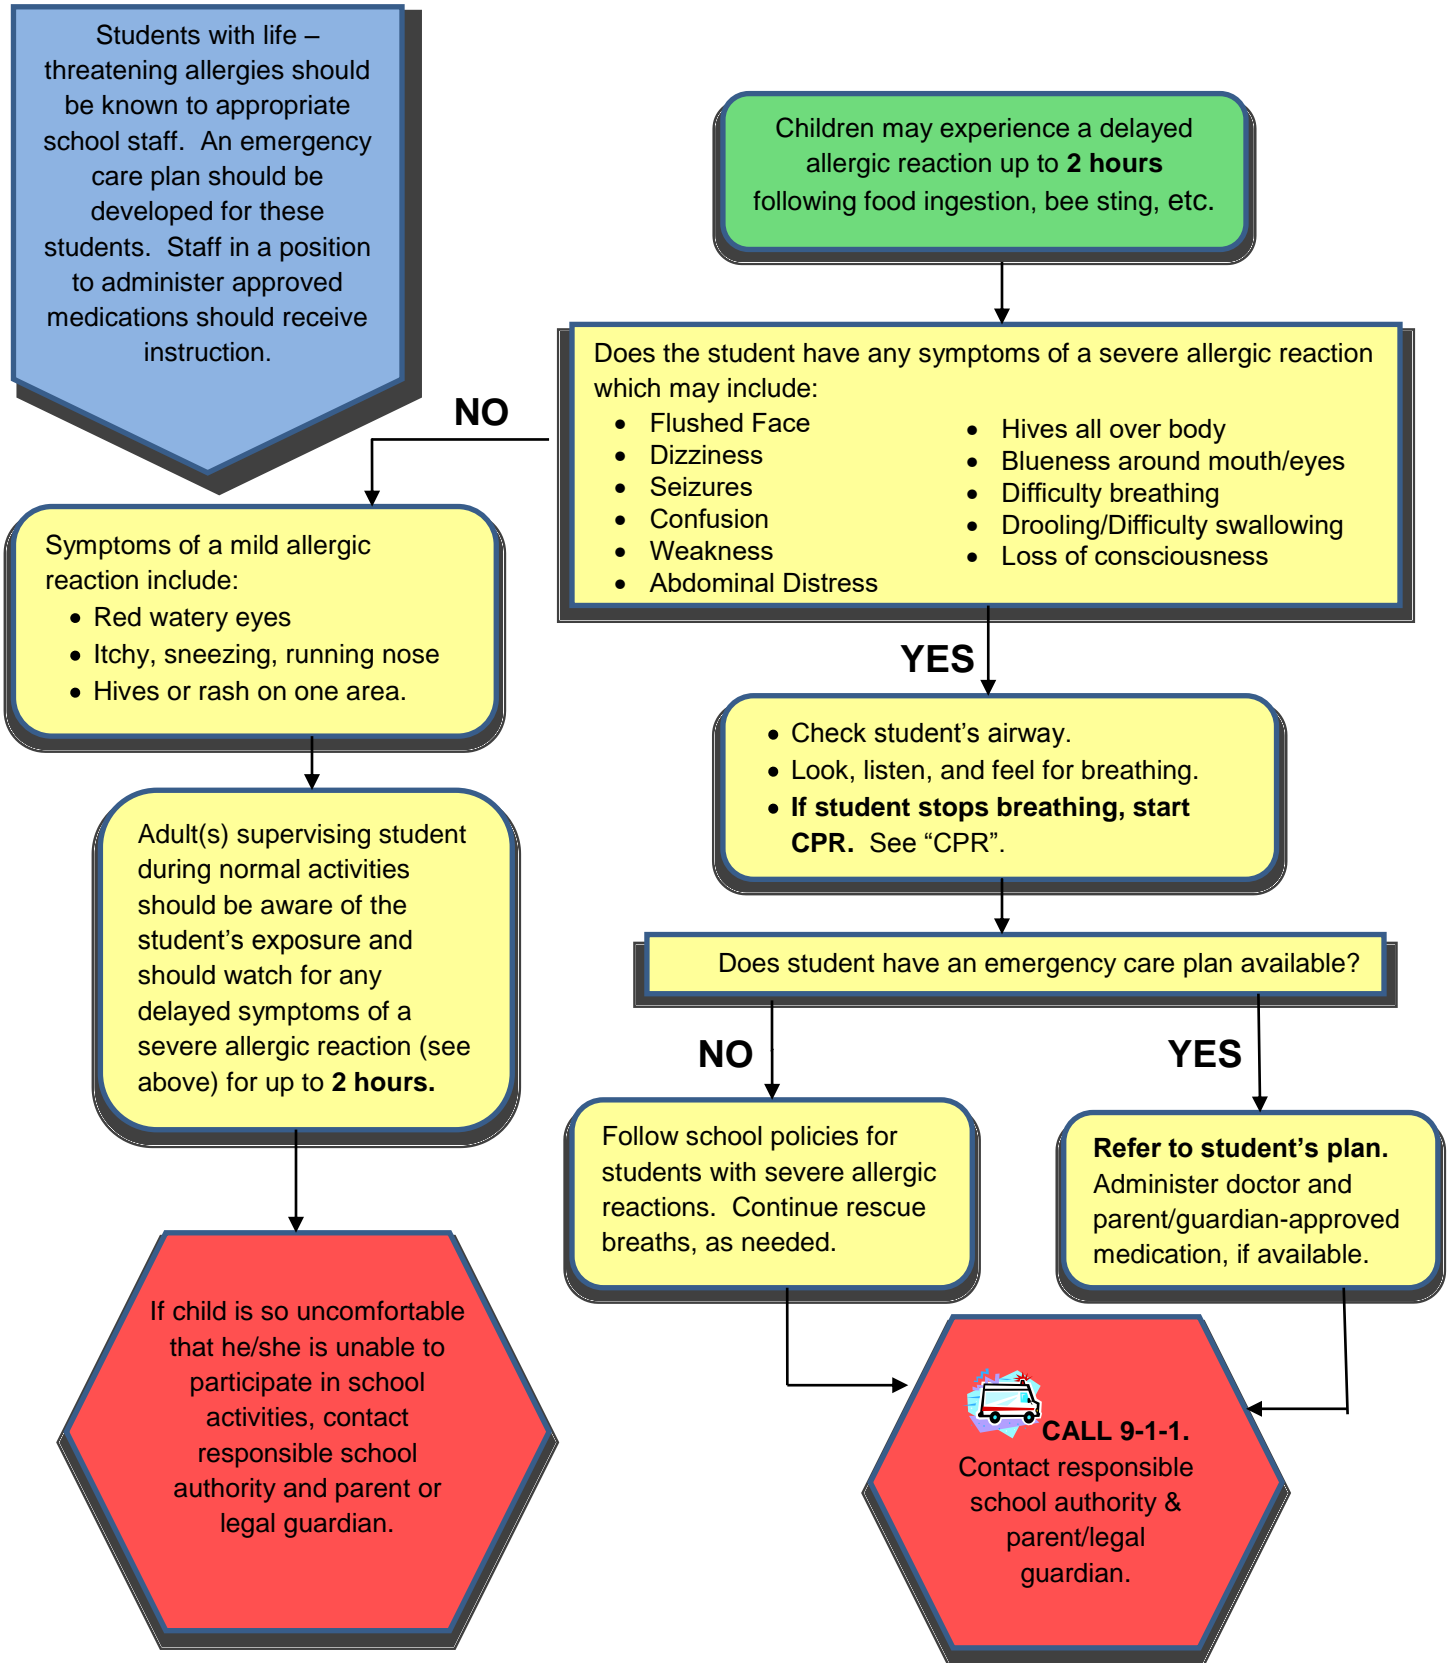 Students with life –
threatening allergies should
be known to appropriate
school staff.  An emergency
care plan should be
developed for these
students.  Staff in a position
to administer approved
medications should receive
instruction.
Children may experience a delayed
allergic reaction up to 2 hours
following food ingestion, bee sting, etc.
Does the student have any symptoms of a severe allergic reaction
which may include:
• Flushed Face
• Dizziness
• Seizures
• Confusion
• Weakness
• Abdominal Distress
• Hives all over body
• Blueness around mouth/eyes
• Difficulty breathing
• Drooling/Difficulty swallowing
• Loss of consciousness
NO
Symptoms of a mild allergic
reaction include:
• Red watery eyes
• Itchy, sneezing, running nose
• Hives or rash on one area.
Adult(s) supervising student
during normal activities
should be aware of the
student’s exposure and
should watch for any
delayed symptoms of a
severe allergic reaction (see
above) for up to 2 hours.
If child is so uncomfortable
that he/she is unable to
participate in school
activities, contact
responsible school
authority and parent or
legal guardian.
YES
• Check student’s airway.
• Look, listen, and feel for breathing.
• If student stops breathing, start
CPR.  See “CPR”.
Does student have an emergency care plan available?
NO
YES
Follow school policies for
students with severe allergic
reactions.  Continue rescue
breaths, as needed.
Refer to student’s plan.
Administer doctor and
parent/guardian-approved
medication, if available.
CALL 9-1-1.
Contact responsible
school authority &
parent/legal
guardian.